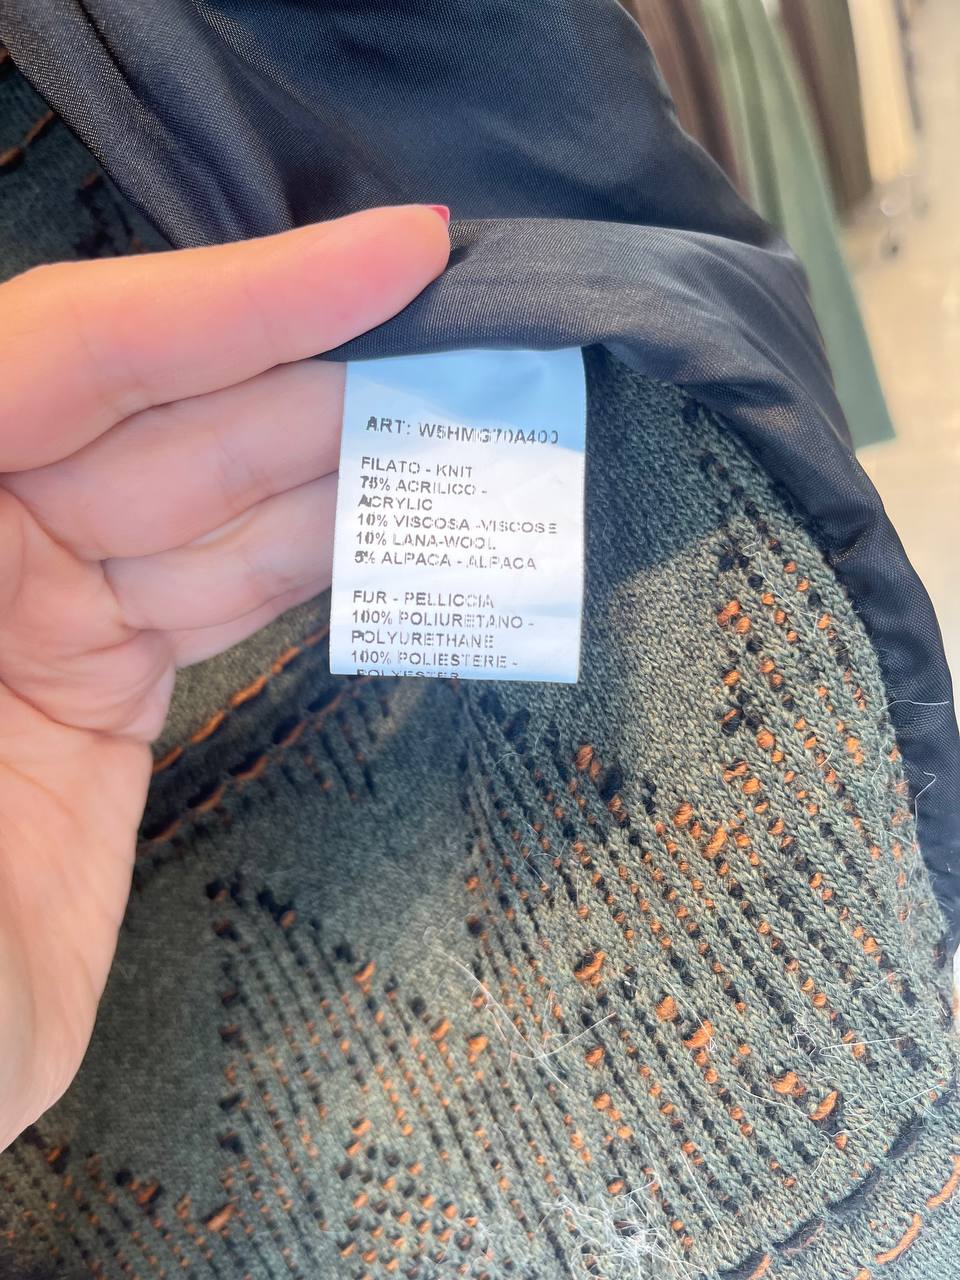 ART: W5HMG70A400
FILATO - KNIT
75% ACRILICO -
ACRYLIC
10% VISCOSA -VISCOSE
10% LANA-WOOL
5% ALPACA - ALPACA
FUR - PELLICCIA
100% POLIURETANO -
POLYURETHANE
100% POLIESTERE -
POLYESTER